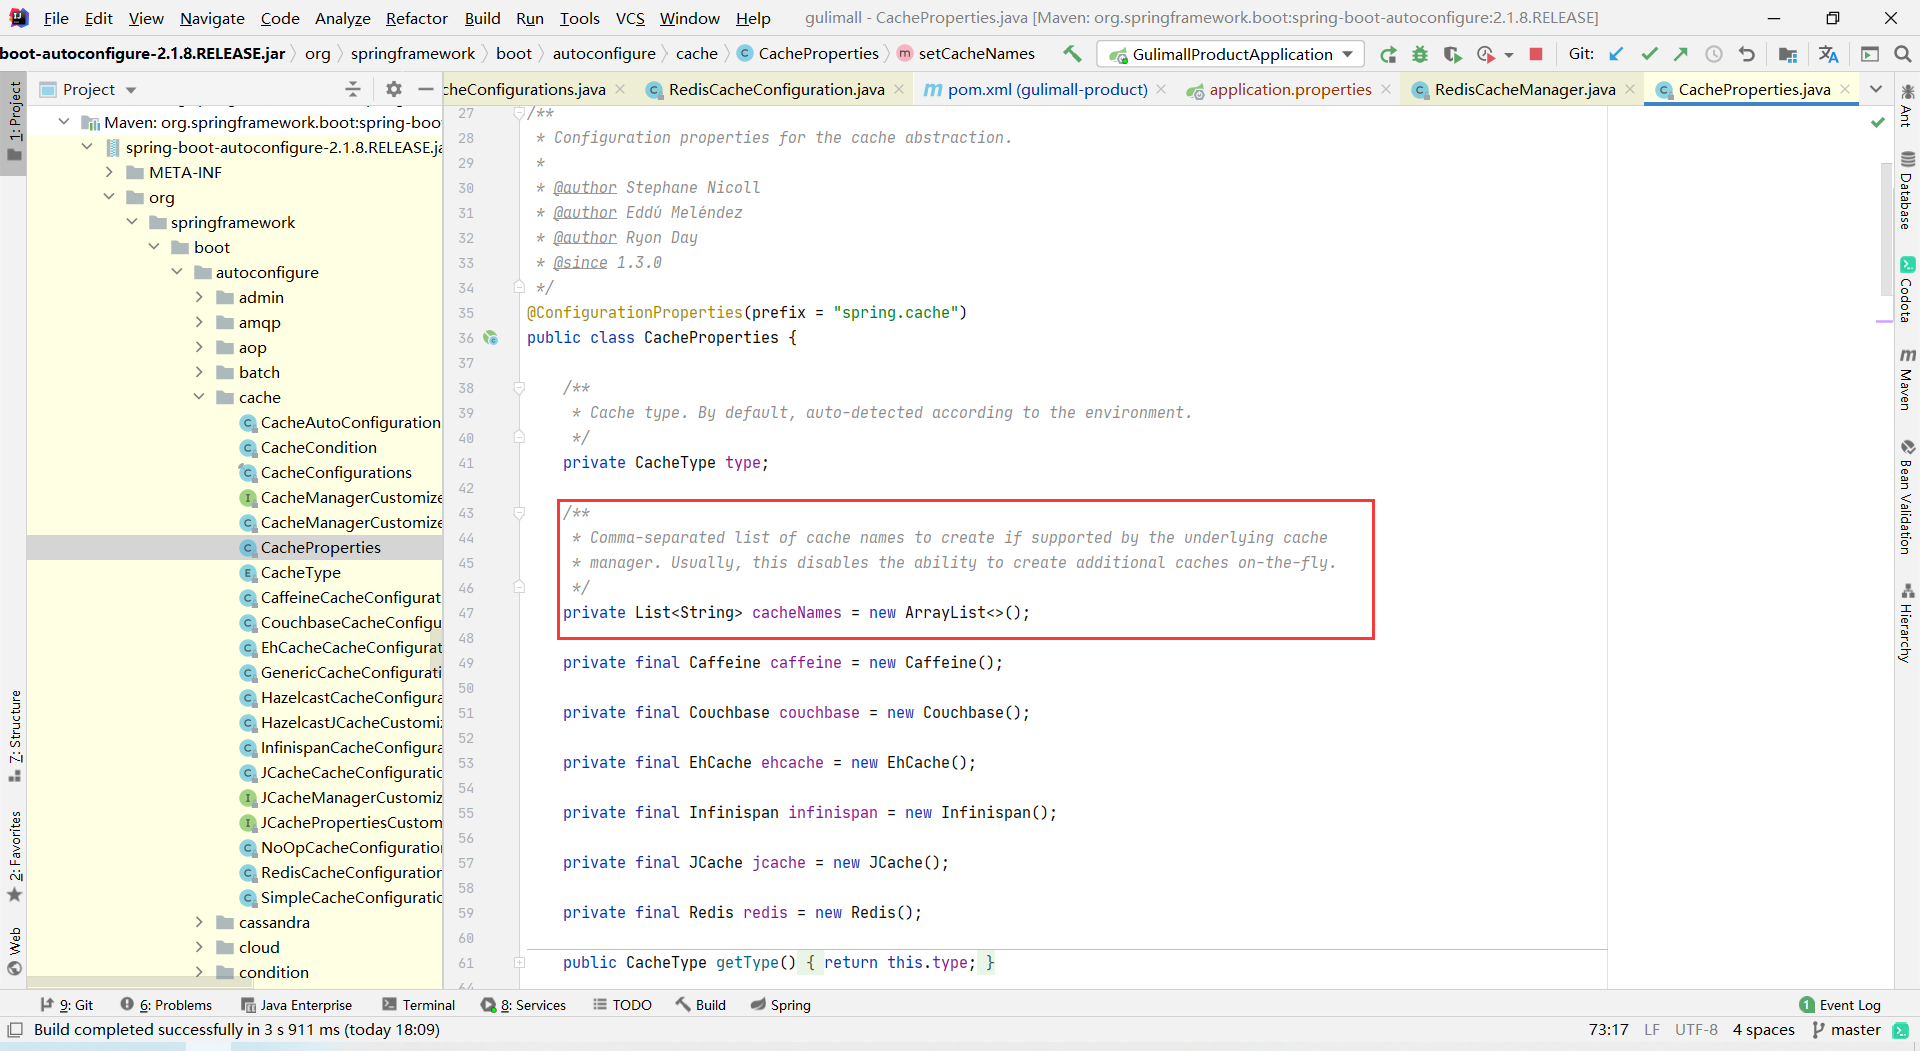 File Edit View Navigate Code Analyze Refactor Build Run Tools VCS Window Help gulimall - CacheProperties.java [Maven: org.springframework.boot:spring-boot-autoconfigure:2.1.8.RELEASE]
boot-autoconfigure-2.1.8.RELEASE.jar org springframework boot autoconfigure cache CacheProperties setCacheNames GulimallProductApplication Git:
Project
cheConfigurations.java RedisCacheConfiguration.java pom.xml (gulimall-product) application.properties RedisCacheManager.java CacheProperties.java
1: Project
7: Structure
2: Favorites
Web
Maven: org.springframework.boot:spring-boo
spring-boot-autoconfigure-2.1.8.RELEASE.ja
META-INF
org
springframework
boot
autoconfigure
admin
amqp
aop
batch
cache
CacheAutoConfiguration
CacheCondition
CacheConfigurations
CacheManagerCustomize
CacheManagerCustomize
CacheProperties
CacheType
CaffeineCacheConfigurat
CouchbaseCacheConfigu
EhCacheCacheConfigurat
GenericCacheConfigurati
HazelcastCacheConfigura
HazelcastJCacheCustomi
InfinispanCacheConfigura
JCacheCacheConfiguratio
JCacheManagerCustomiz
JCachePropertiesCustom
NoOpCacheConfiguration
RedisCacheConfiguration
SimpleCacheConfiguratio
cassandra
cloud
condition
27 /**
28 * Configuration properties for the cache abstraction.
29 *
30 * @author Stephane Nicoll
31 * @author Eddú Meléndez
32 * @author Ryon Day
33 * @since 1.3.0
34 */
35 @ConfigurationProperties(prefix = "spring.cache")
36 public class CacheProperties {
37
38 /**
39 * Cache type. By default, auto-detected according to the environment.
40 */
41 private CacheType type;
42
43 /**
44 * Comma-separated list of cache names to create if supported by the underlying cache
45 * manager. Usually, this disables the ability to create additional caches on-the-fly.
46 */
47 private List<String> cacheNames = new ArrayList<>();
48
49 private final Caffeine caffeine = new Caffeine();
50
51 private final Couchbase couchbase = new Couchbase();
52
53 private final EhCache ehcache = new EhCache();
54
55 private final Infinispan infinispan = new Infinispan();
56
57 private final JCache jcache = new JCache();
58
59 private final Redis redis = new Redis();
60
61 public CacheType getType() { return this.type; }
64
Ant
Database
Codota
Maven
Bean Validation
Hierarchy
9: Git 6: Problems Java Enterprise Terminal 8: Services TODO Build Spring 1 Event Log
Build completed successfully in 3 s 911 ms (today 18:09) 73:17 LF UTF-8 4 spaces master